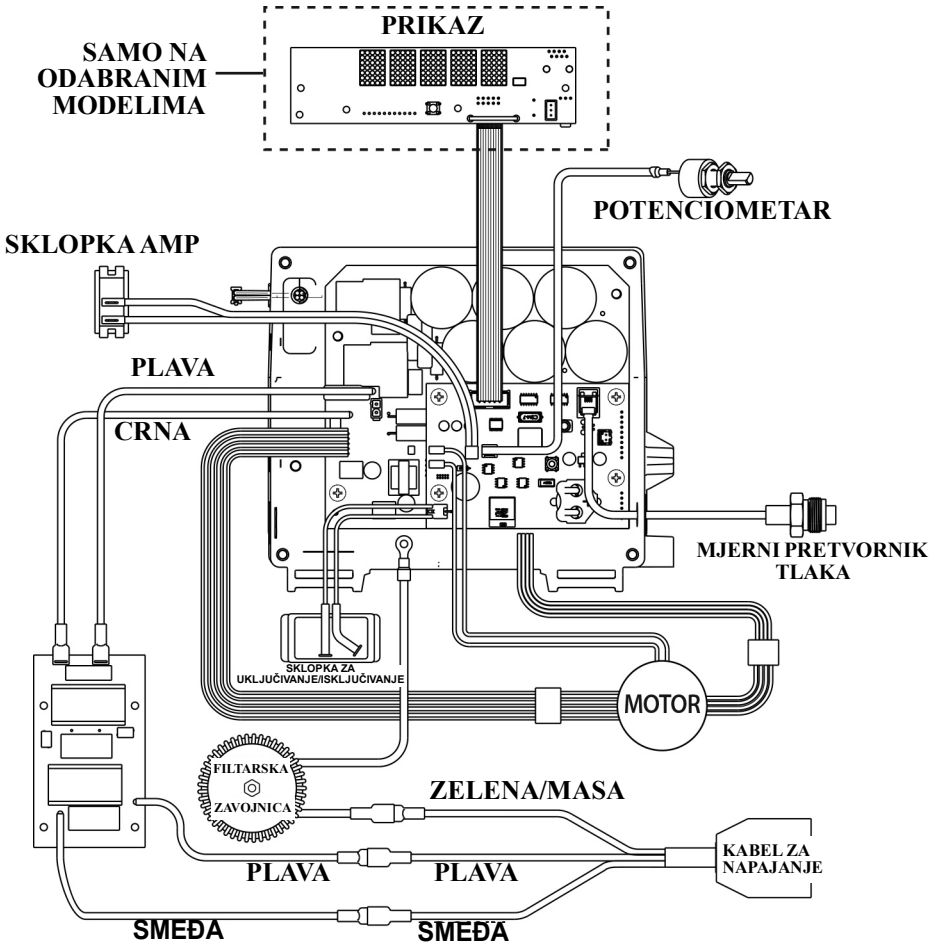 PRIKAZ
SAMO NA
ODABRANIM
MODELIMA
POTENCIOMETAR
SKLOPKA AMP
PLAVA
CRNA
MJERNI PRETVORNIK
TLAKA
SKLOPKA ZA
UKLJUČIVANJE/ISKLJUČIVANJE
MOTOR
FILTARSKA
ZAVOJNICA
ZELENA/MASA
KABEL ZA
NAPAJANJE
PLAVA
PLAVA
SMEĐA
SMEĐA